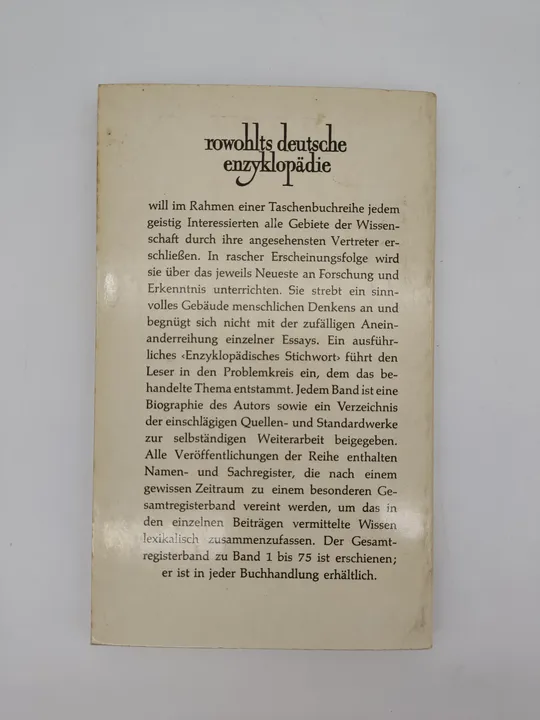 rowohlts deutsche
enzyklopädie
will im Rahmen einer Taschenbuchreihe jedem
geistig Interessierten alle Gebiete der Wissen-
schaft durch ihre angesehensten Vertreter er-
schließen. In rascher Erscheinungsfolge wird
sie über das jeweils Neueste an Forschung und
Erkenntnis unterrichten. Sie strebt ein sinn-
volles Gebäude menschlichen Denkens an und
begnügt sich nicht mit der zufälligen Anein-
anderreihung einzelner Essays. Ein ausführ-
liches ‹Enzyklopädisches Stichwort› führt den
Leser in den Problemkreis ein, dem das be-
handelte Thema entstammt. Jedem Band ist eine
Biographie des Autors sowie ein Verzeichnis
der einschlägigen Quellen- und Standardwerke
zur selbständigen Weiterarbeit beigegeben.
Alle Veröffentlichungen der Reihe enthalten
Namen- und Sachregister, die nach einem
gewissen Zeitraum zu einem besonderen Ge-
samtregisterband vereint werden, um das in
den einzelnen Beiträgen vermittelte Wissen
lexikalisch zusammenzufassen. Der Gesamt-
registerband zu Band 1 bis 75 ist erschienen;
er ist in jeder Buchhandlung erhältlich.